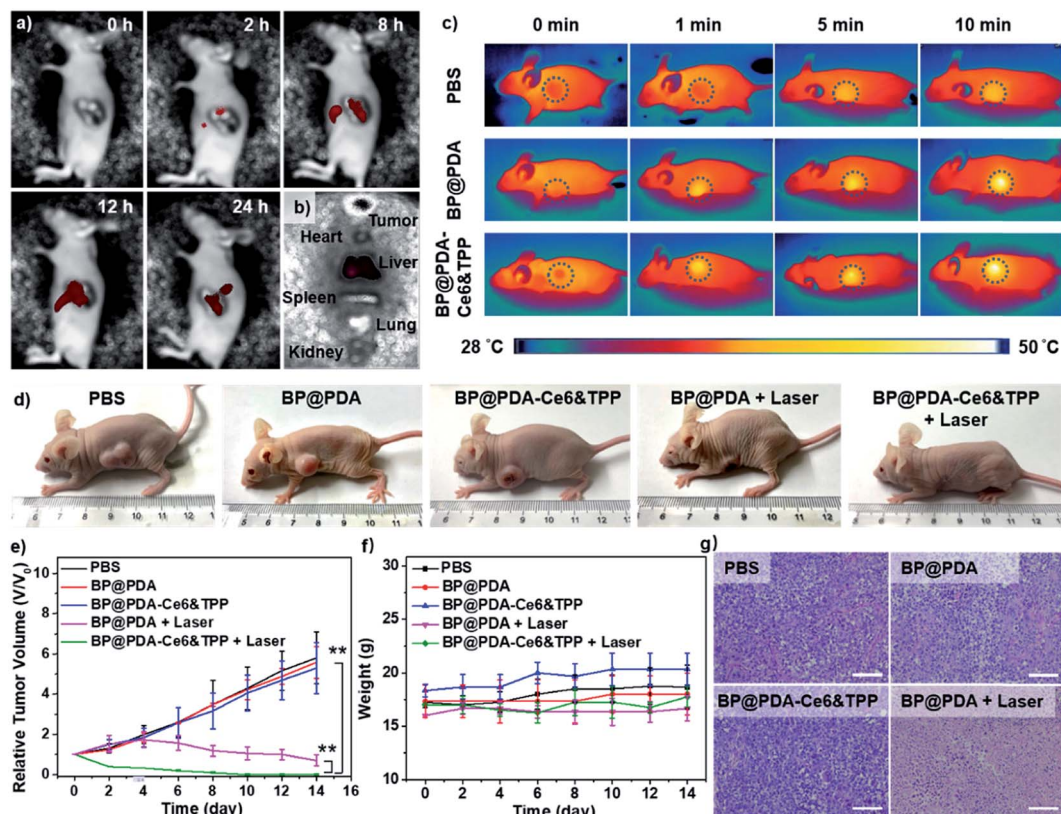 a)
0 h
2 h
8 h
12 h
24 h
b)
Tumor
Heart
Liver
Spleen
Lung
Kidney
c)
0 min
1 min
5 min
10 min
PBS
BP@PDA
BP@PDA-
Ce6&TPP
28 °C
50 °C
d)
PBS
BP@PDA
BP@PDA-Ce6&TPP
BP@PDA + Laser
BP@PDA-Ce6&TPP
+ Laser
e)
Relative Tumor Volume (V/V0)
10
8
6
4
2
0
PBS
BP@PDA
BP@PDA-Ce6&TPP
BP@PDA + Laser
BP@PDA-Ce6&TPP + Laser
**
**
0 2 4 6 8 10 12 14 16
Time (day)
f)
Weight (g)
30
25
20
15
10
PBS
BP@PDA
BP@PDA-Ce6&TPP
BP@PDA + Laser
BP@PDA-Ce6&TPP + Laser
0 2 4 6 8 10 12 14
Time (day)
g)
PBS
BP@PDA
BP@PDA-Ce6&TPP
BP@PDA + Laser